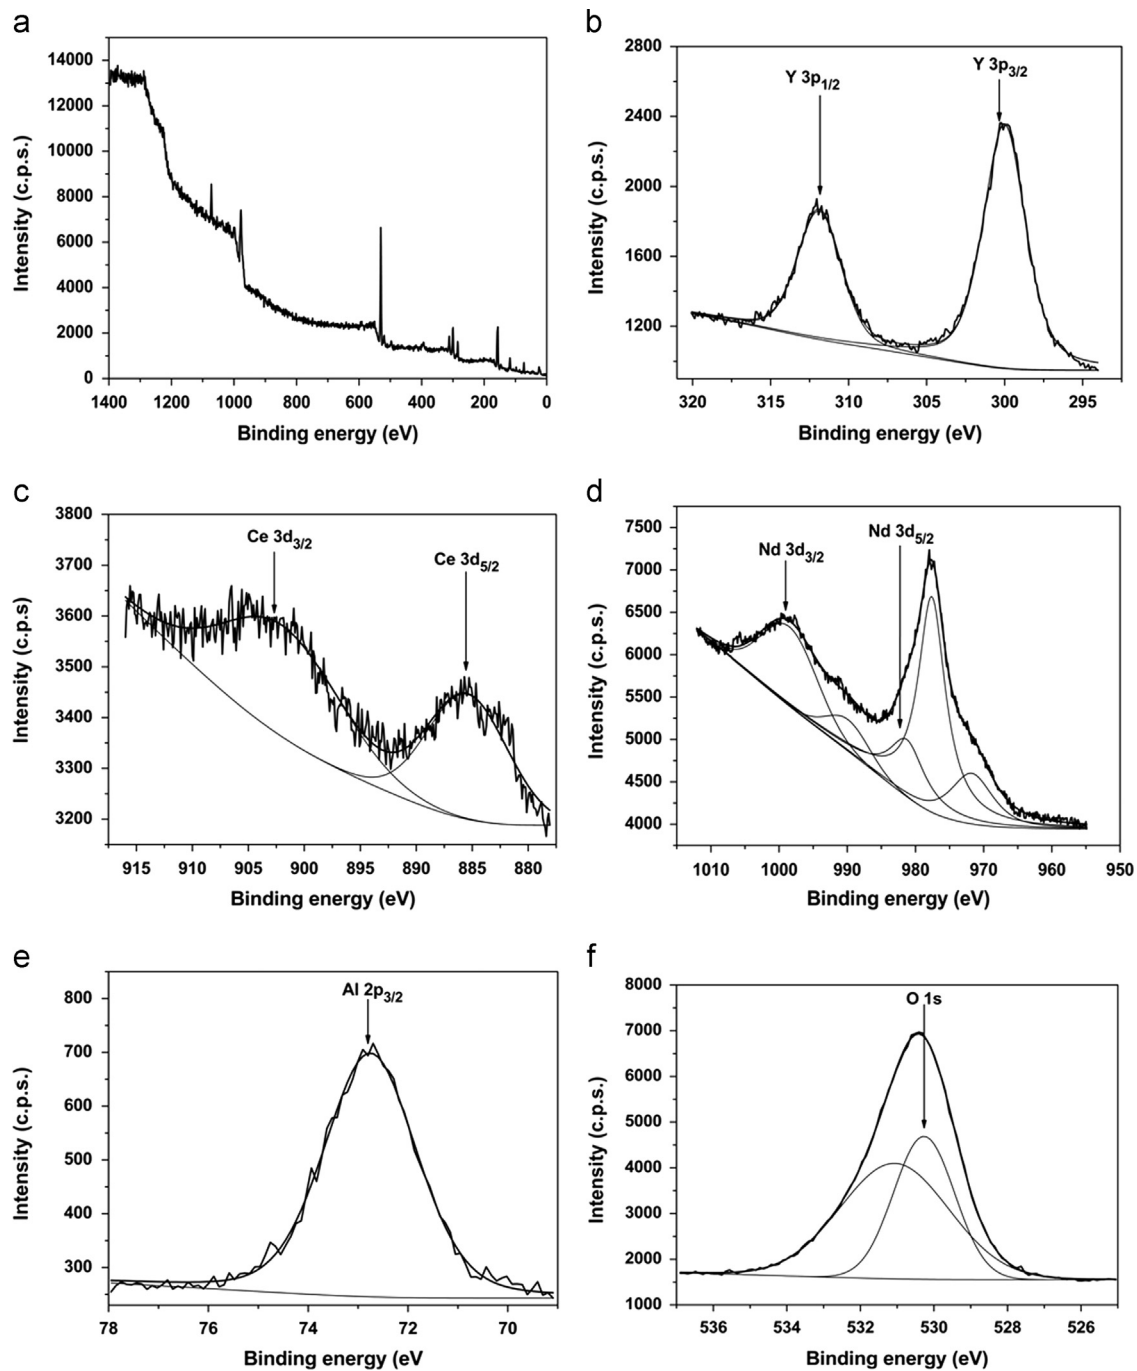 a
14000
12000
10000
8000
6000
4000
2000
0
1400 1200 1000 800 600 400 200 0
Intensity (c.p.s.)
Binding energy (eV)
b
2800
2400
2000
1600
1200
320 315 310 305 300 295
Y 3p1/2
Y 3p3/2
Intensity (c.p.s.)
Binding energy (eV)
c
3800
3700
3600
3500
3400
3300
3200
915 910 905 900 895 890 885 880
Ce 3d3/2
Ce 3d5/2
Intensity (c.p.s)
Binding energy (eV)
d
7500
7000
6500
6000
5500
5000
4500
4000
1010 1000 990 980 970 960 950
Nd 3d3/2
Nd 3d5/2
Intensity (c.p.s.)
Binding energy (eV)
e
800
700
600
500
400
300
78 76 74 72 70
Al 2p3/2
Intensity (c.p.s.)
Binding energy (eV
f
8000
7000
6000
5000
4000
3000
2000
1000
536 534 532 530 528 526
O 1s
Intensity (c.p.s.)
Binding energy (eV)